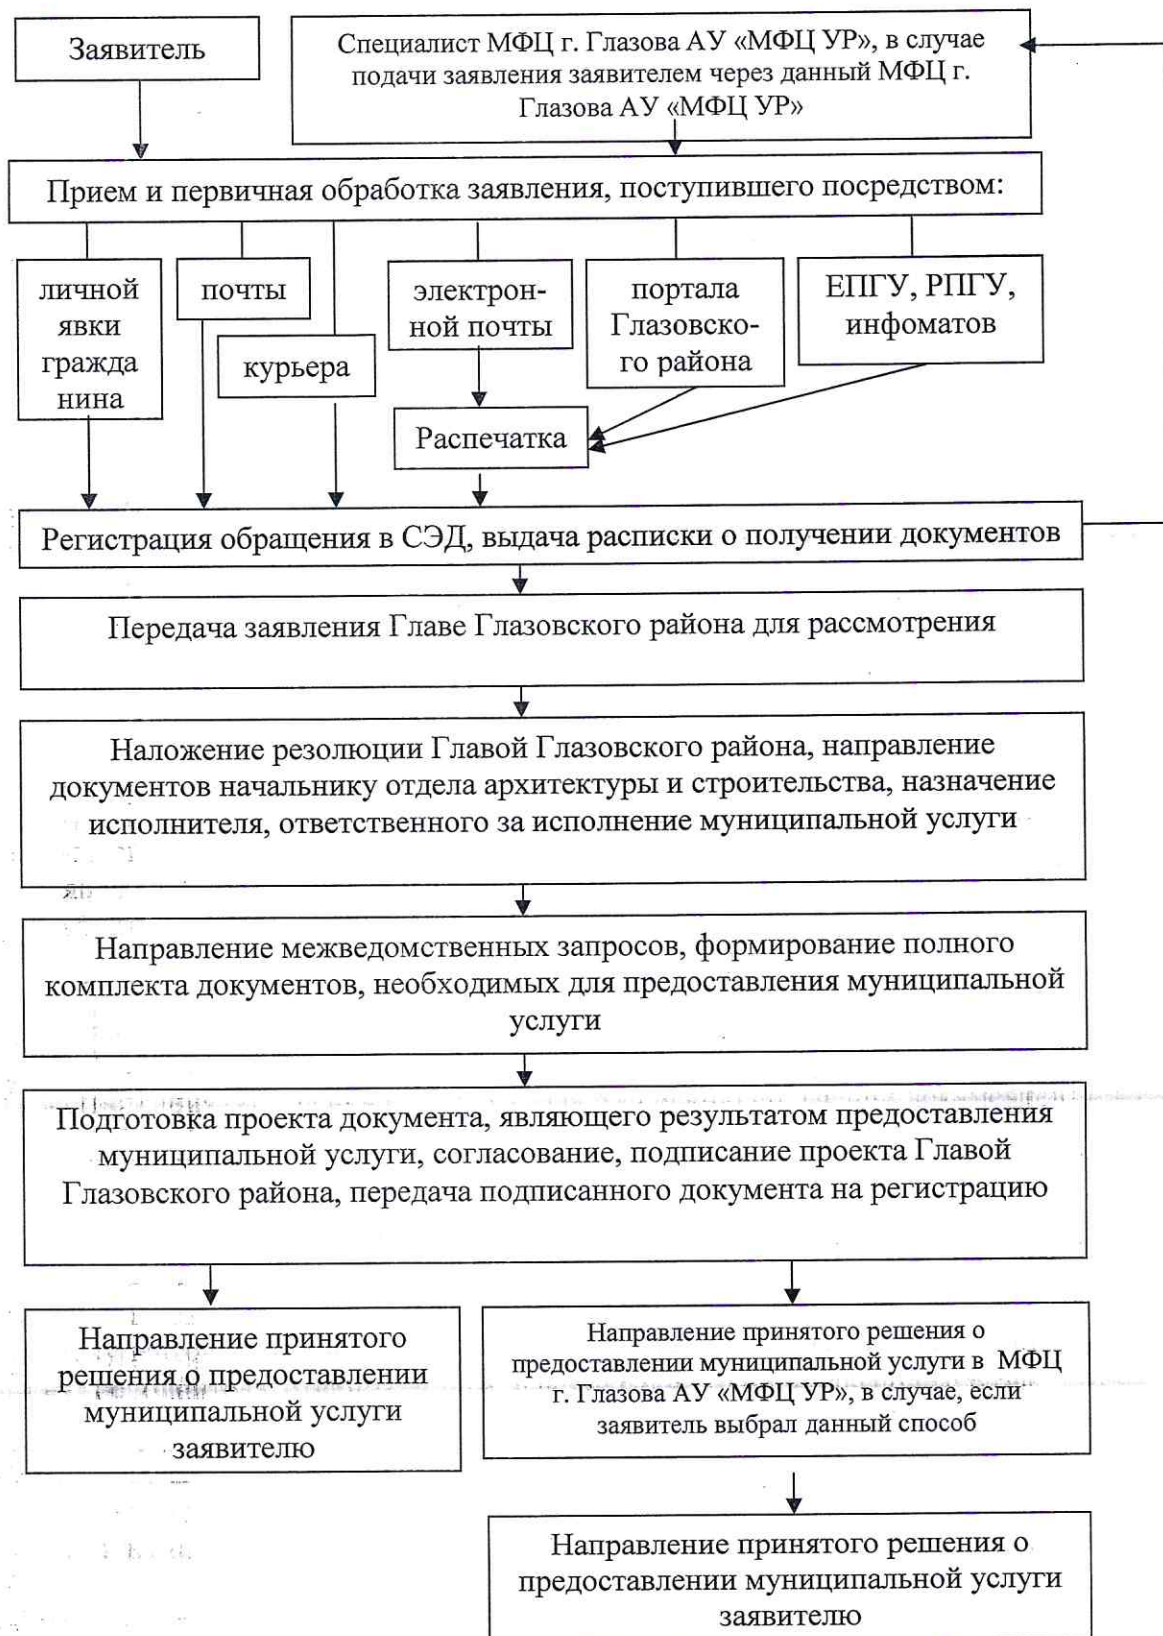 Заявитель
Специалист МФЦ г. Глазова АУ «МФЦ УР», в случае
подачи заявления заявителем через данный МФЦ г.
Глазова АУ «МФЦ УР»
Прием и первичная обработка заявления, поступившего посредством:
личной
явки
гражда
нина
почты
курьера
электрон-
ной почты
портала
Глазовско-
го района
ЕПГУ, РПГУ,
инфоматов
Распечатка
Регистрация обращения в СЭД, выдача расписки о получении документов
Передача заявления Главе Глазовского района для рассмотрения
Наложение резолюции Главой Глазовского района, направление
документов начальнику отдела архитектуры и строительства, назначение
исполнителя, ответственного за исполнение муниципальной услуги
Направление межведомственных запросов, формирование полного
комплекта документов, необходимых для предоставления муниципальной
услуги
Подготовка проекта документа, являющего результатом предоставления
муниципальной услуги, согласование, подписание проекта Главой
Глазовского района, передача подписанного документа на регистрацию
Направление принятого
решения о предоставлении
муниципальной услуги
заявителю
Направление принятого решения о
предоставлении муниципальной услуги в МФЦ
г. Глазова АУ «МФЦ УР», в случае, если
заявитель выбрал данный способ
Направление принятого решения о
предоставлении муниципальной услуги
заявителю